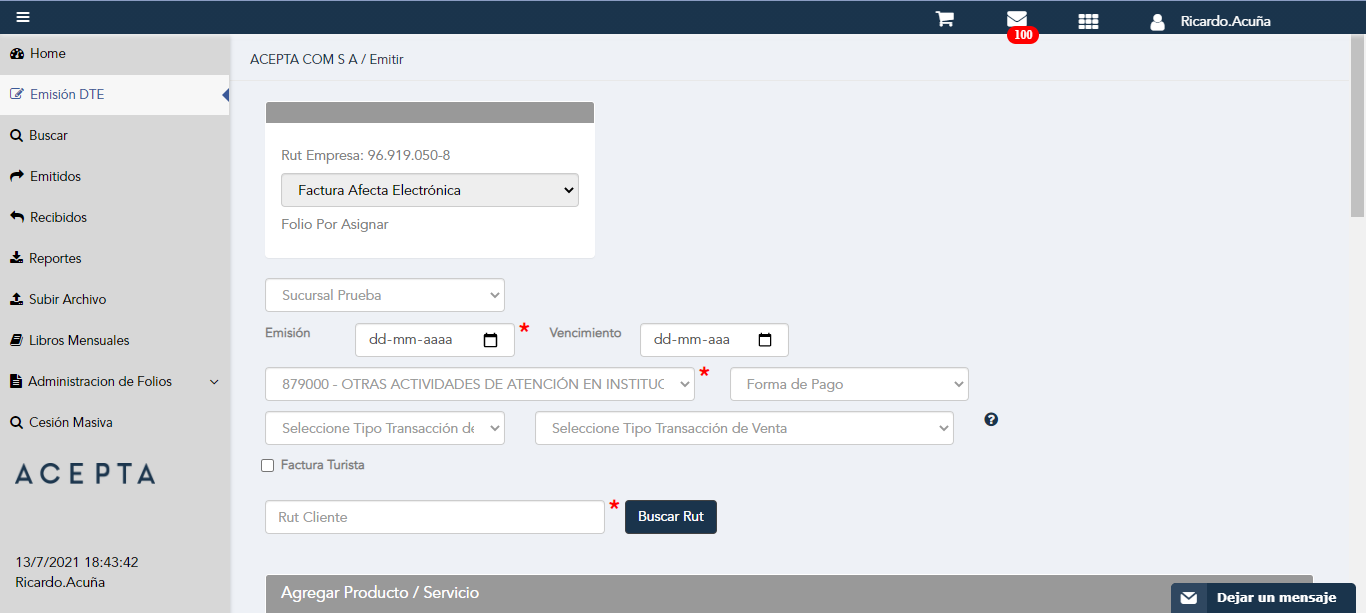 100
Ricardo.Acuña
Home
Emisión DTE
Buscar
Emitidos
Recibidos
Reportes
Subir Archivo
Libros Mensuales
Administracion de Folios
Cesión Masiva
ACEPTA
13/7/2021 18:43:42
Ricardo.Acuña
ACEPTA COM S A / Emitir
Rut Empresa: 96.919.050-8
Factura Afecta Electrónica
Folio Por Asignar
Sucursal Prueba
Emisión dd-mm-aaaa * Vencimiento dd-mm-aaa
879000 - OTRAS ACTIVIDADES DE ATENCIÓN EN INSTITUC * Forma de Pago
Seleccione Tipo Transacción de Seleccione Tipo Transacción de Venta ?
Factura Turista
Rut Cliente * Buscar Rut
Agregar Producto / Servicio
Dejar un mensaje